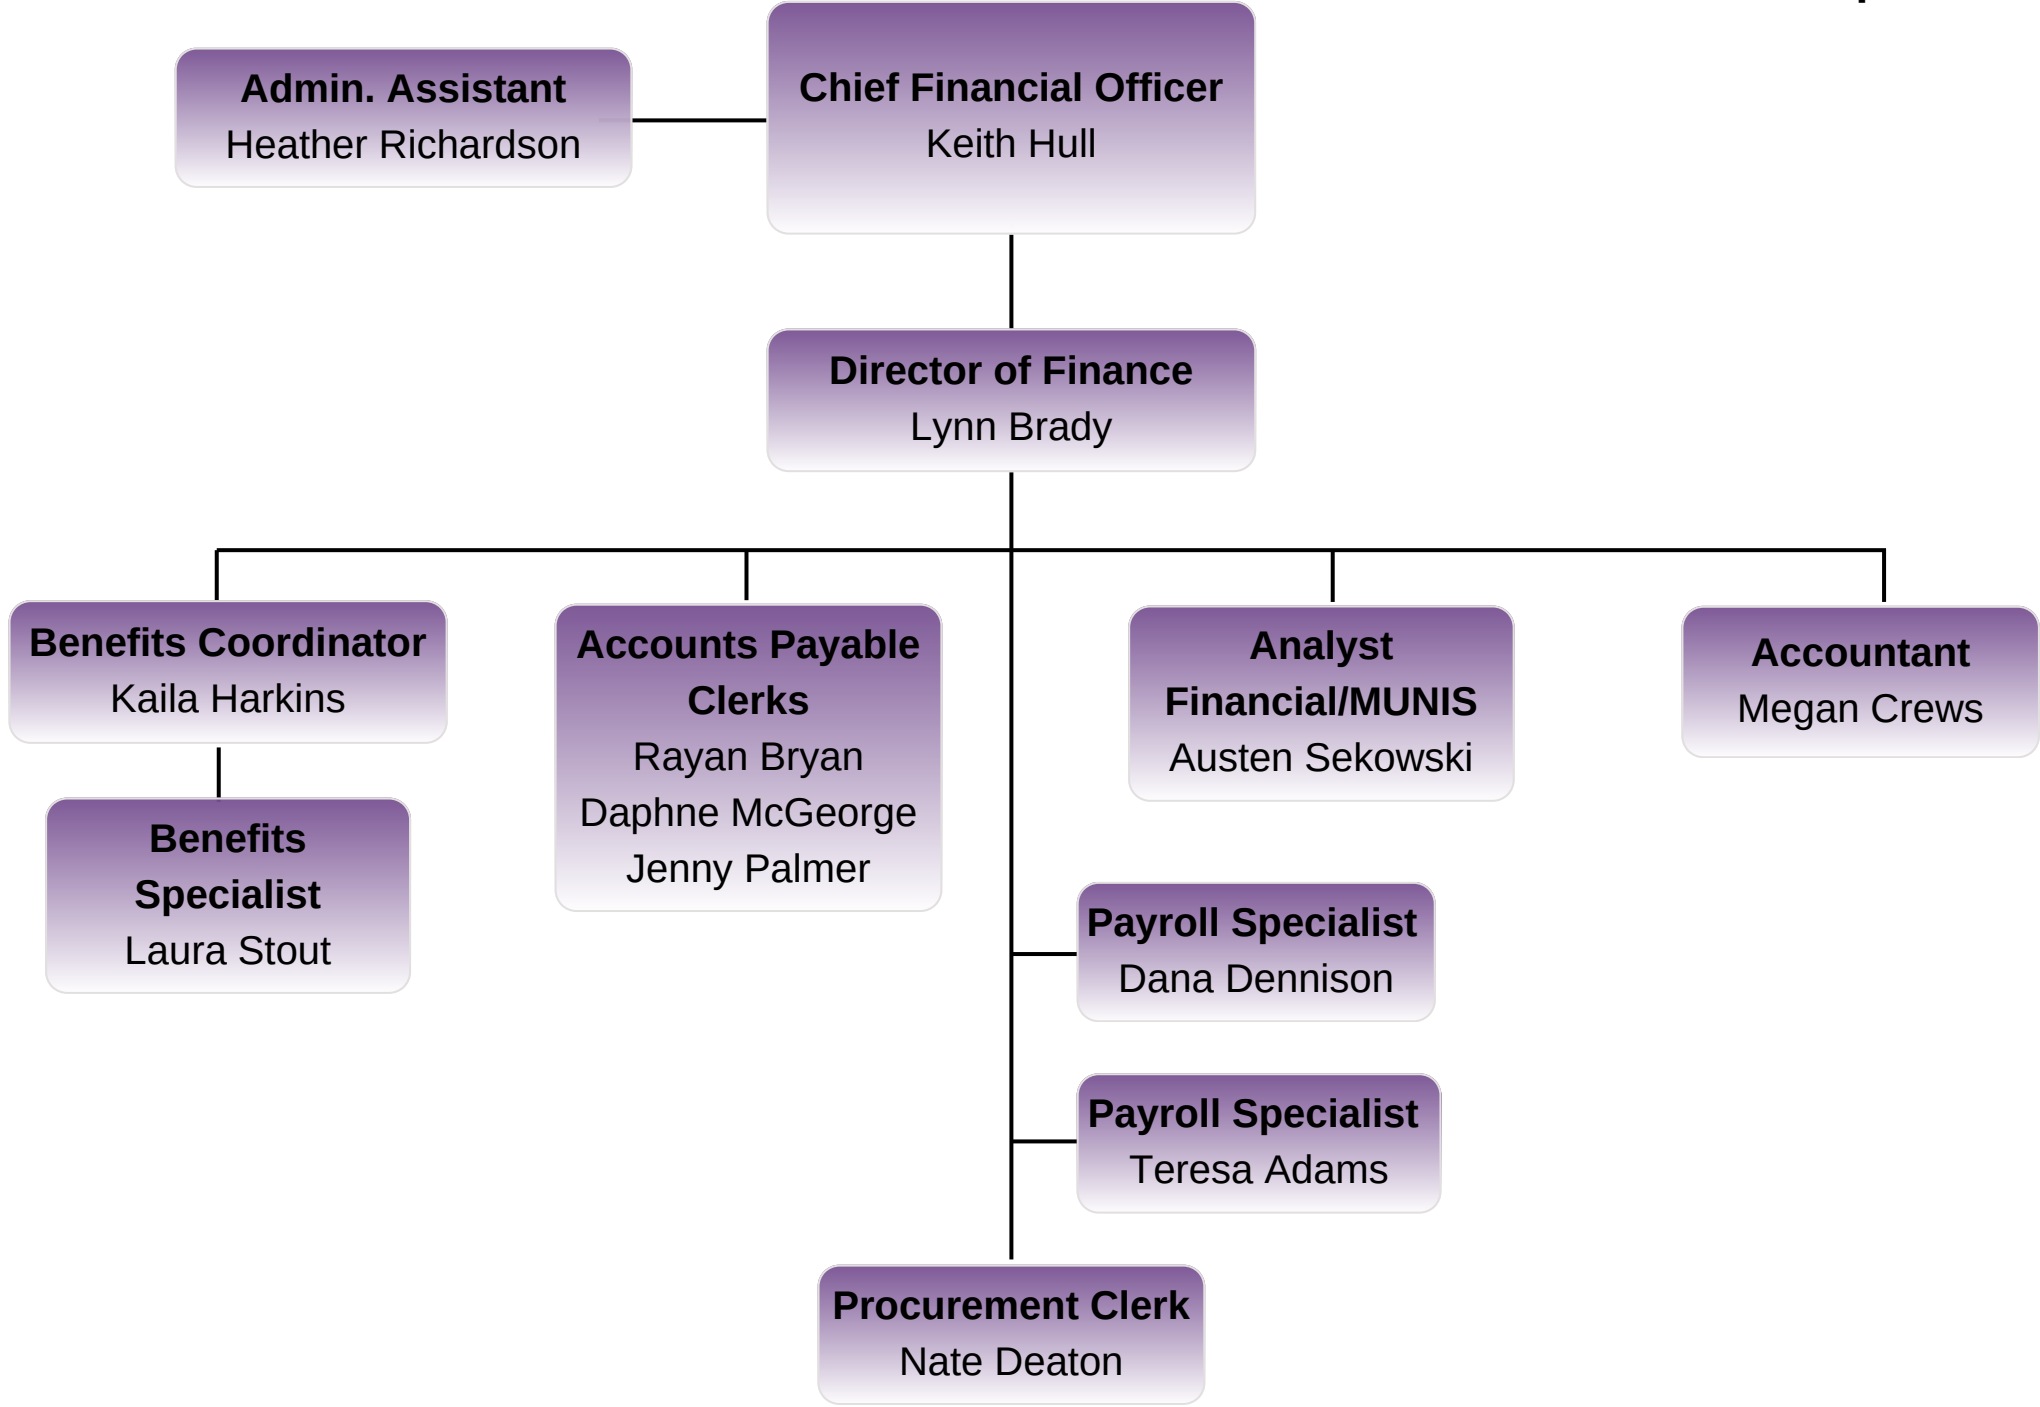 Admin. Assistant
Heather Richardson
Chief Financial Officer
Keith Hull
Director of Finance
Lynn Brady
Benefits Coordinator
Kaila Harkins
Benefits
Specialist
Laura Stout
Accounts Payable
Clerks
Rayan Bryan
Daphne McGeorge
Jenny Palmer
Analyst
Financial/MUNIS
Austen Sekowski
Accountant
Megan Crews
Payroll Specialist
Dana Dennison
Payroll Specialist
Teresa Adams
Procurement Clerk
Nate Deaton